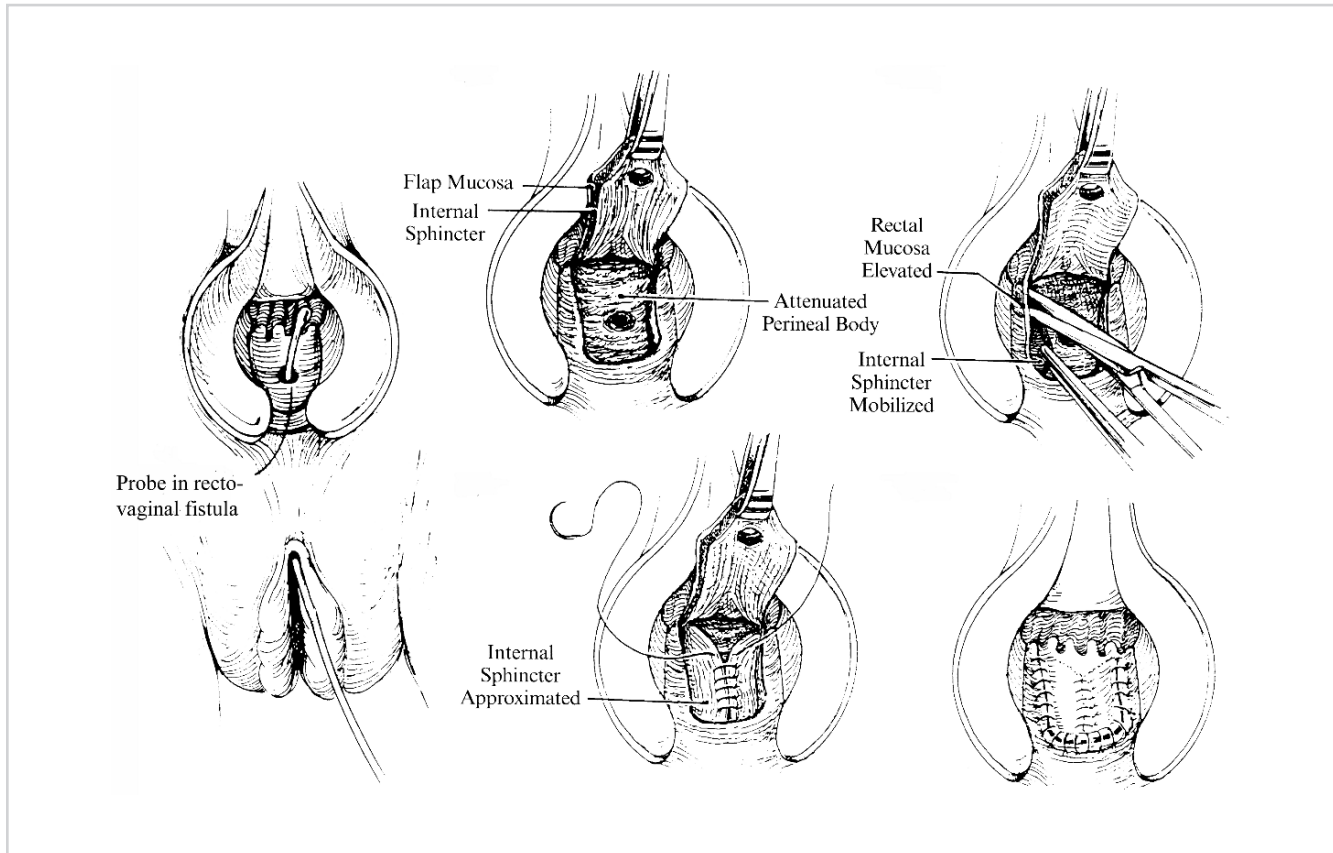 Probe in recto-
vaginal fistula
Flap Mucosa
Internal
Sphincter
Attenuated
Perineal Body
Rectal
Mucosa
Elevated
Internal
Sphincter
Mobilized
Internal
Sphincter
Approximated